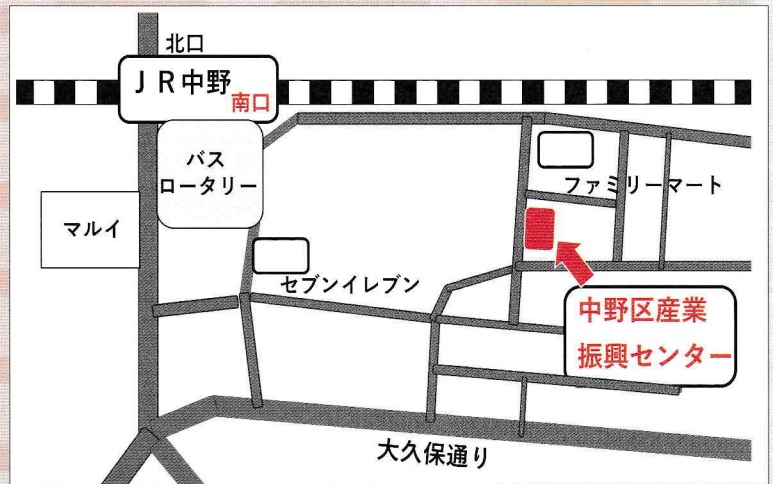 北口
ＪＲ中野
南口
バス
ロータリー
マルイ
ファミリーマート
セブンイレブン
中野区産業
振興センター
大久保通り